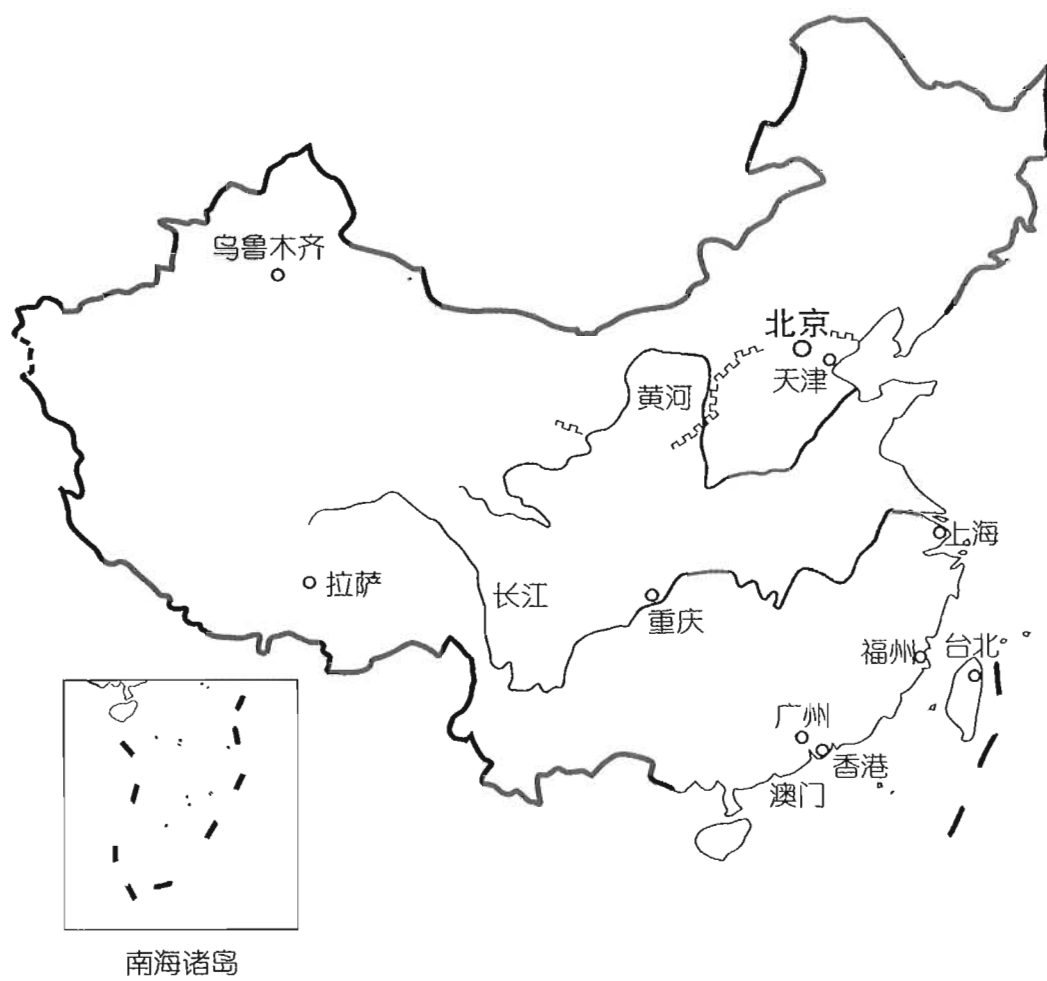 乌鲁木齐
北京
天津
黄河
上海
拉萨
长江
重庆
福州
台北
广州
香港
澳门
南海诸岛